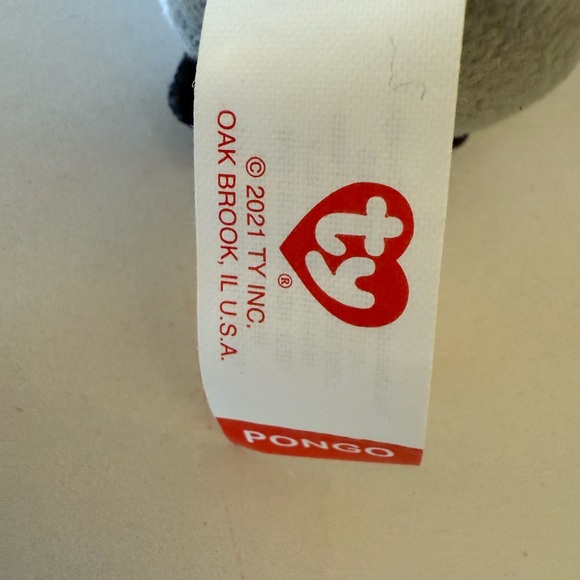 ty
®
© 2021 TY INC.
OAK BROOK, IL U.S.A.
PONGO